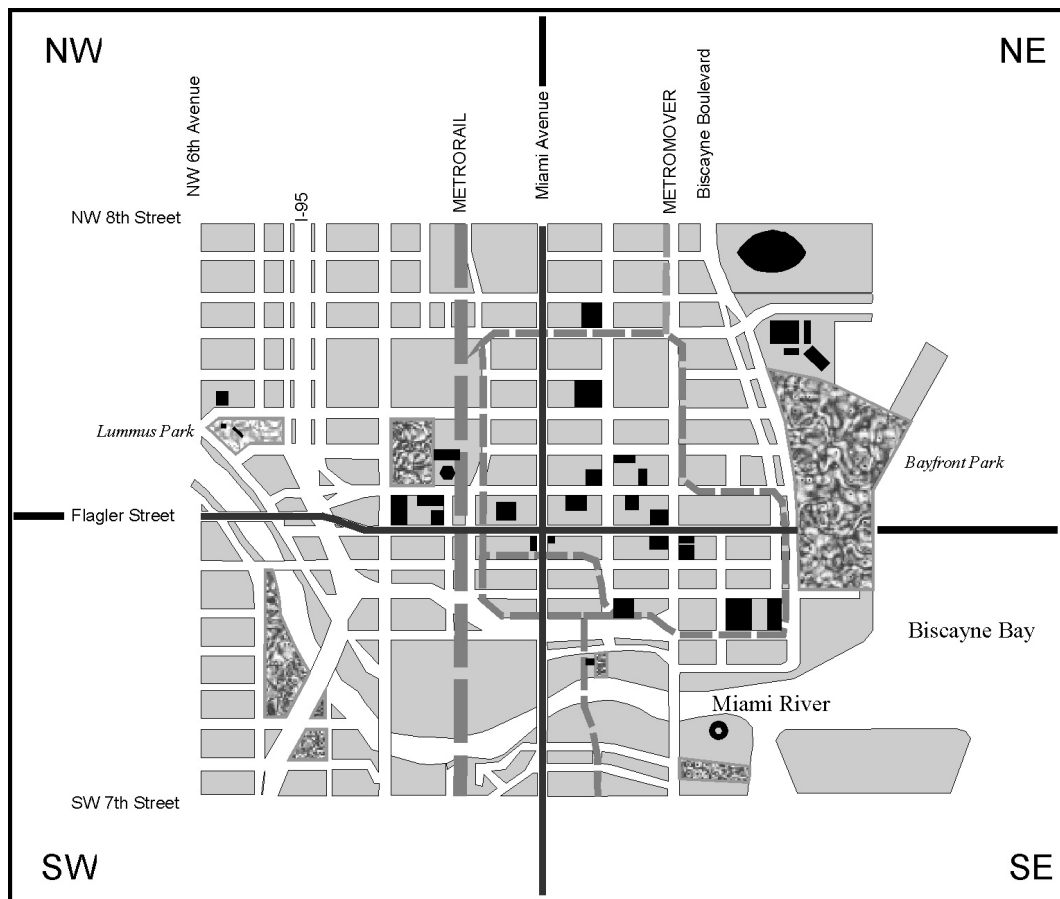 NW
NE
NW 6th Avenue
I-95
METRORAIL
Miami Avenue
METROMOVER
Biscayne Boulevard
NW 8th Street
Lummus Park
Bayfront Park
Flagler Street
Biscayne Bay
Miami River
SW 7th Street
SW
SE